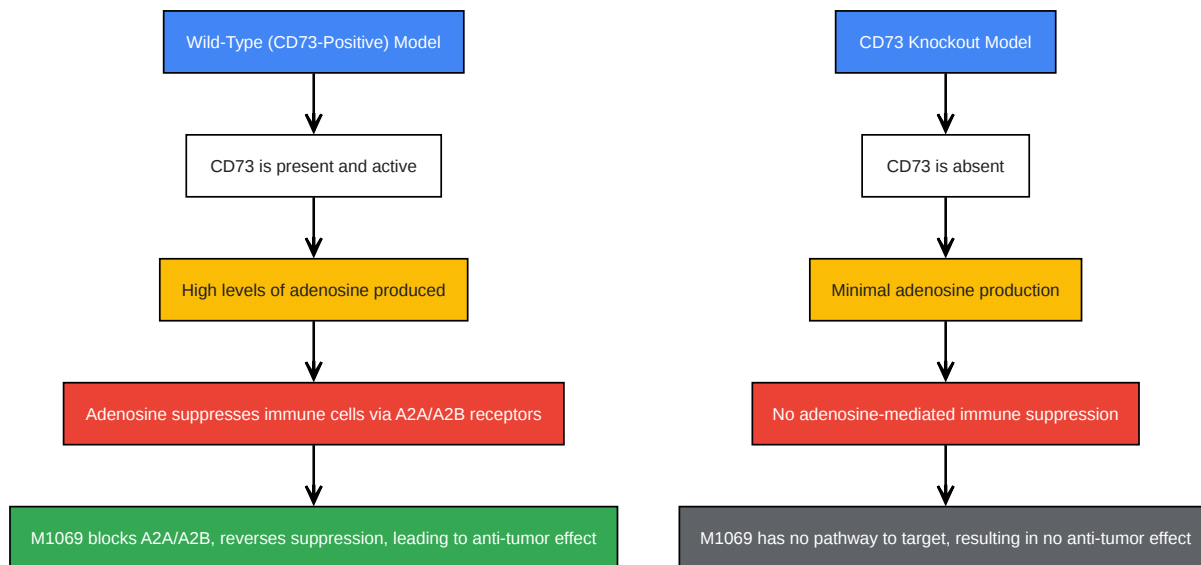 Wild-Type (CD73-Positive) Model
CD73 is present and active
High levels of adenosine produced
Adenosine suppresses immune cells via A2A/A2B receptors
M1069 blocks A2A/A2B, reverses suppression, leading to anti-tumor effect
CD73 Knockout Model
CD73 is absent
Minimal adenosine production
No adenosine-mediated immune suppression
M1069 has no pathway to target, resulting in no anti-tumor effect